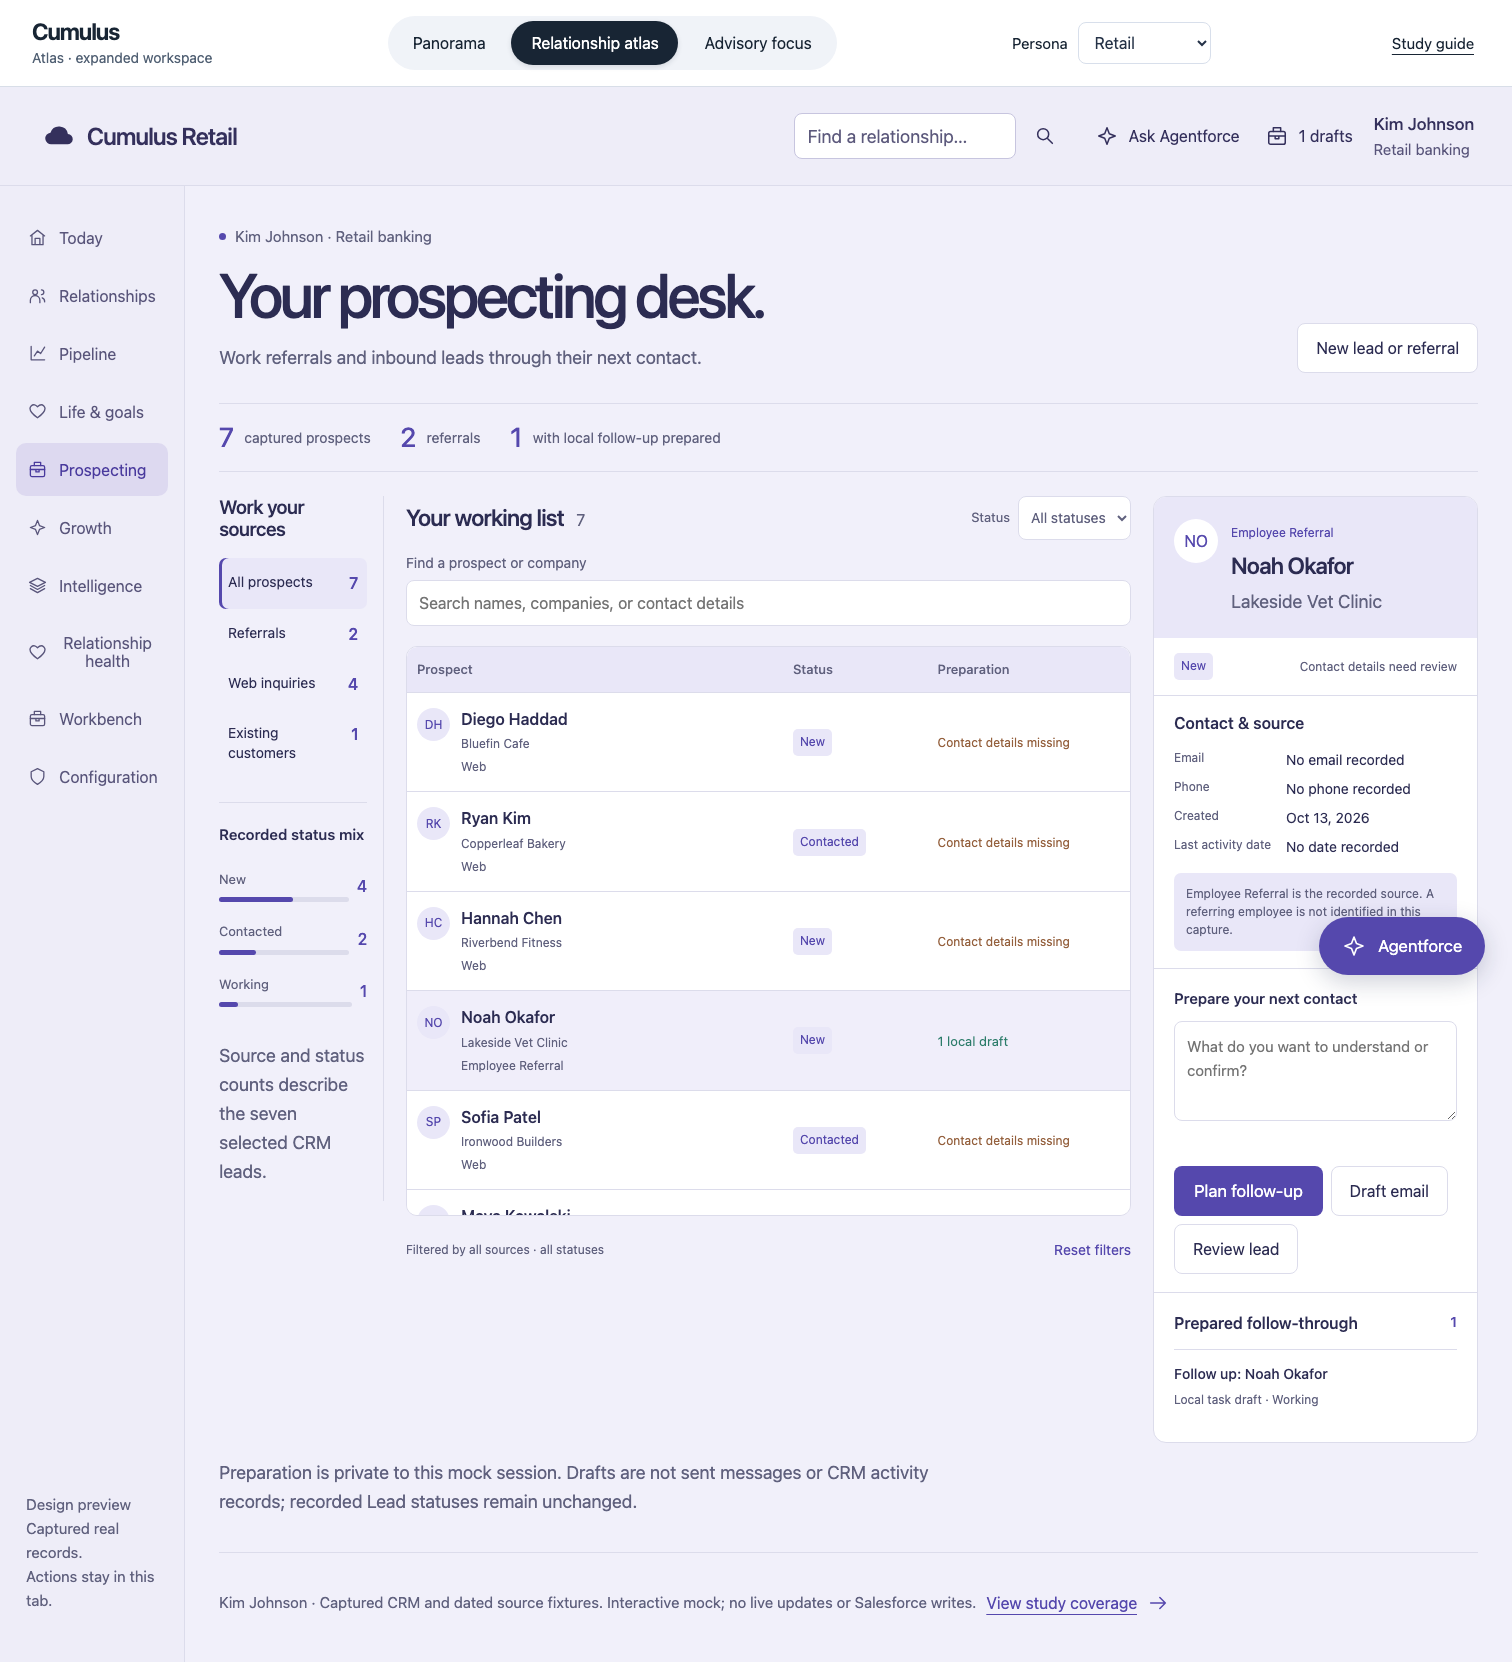 Cumulus
Atlas · expanded workspace
Panorama
Relationship atlas
Advisory focus
Persona
Retail
Study guide
Cumulus Retail
Find a relationship...
Ask Agentforce
1 drafts
Kim Johnson
Retail banking
Today
Relationships
Pipeline
Life & goals
Prospecting
Growth
Intelligence
Relationship
health
Workbench
Configuration
Design preview
Captured real
records.
Actions stay in this
tab.
Kim Johnson · Retail banking
Your prospecting desk.
Work referrals and inbound leads through their next contact.
New lead or referral
7 captured prospects
2 referrals
1 with local follow-up prepared
Work your
sources
All prospects 7
Referrals 2
Web inquiries 4
Existing
customers
1
Recorded status mix
New 4
Contacted 2
Working 1
Source and status
counts describe
the seven
selected CRM
leads.
Your working list 7
Status
All statuses
Find a prospect or company
Search names, companies, or contact details
Prospect Status Preparation
DH
Diego Haddad
Bluefin Cafe
Web
New
Contact details missing
RK
Ryan Kim
Copperleaf Bakery
Web
Contacted
Contact details missing
HC
Hannah Chen
Riverbend Fitness
Web
New
Contact details missing
NO
Noah Okafor
Lakeside Vet Clinic
Employee Referral
New
1 local draft
SP
Sofia Patel
Ironwood Builders
Web
Contacted
Contact details missing
Filtered by all sources · all statuses
Reset filters
NO
Employee Referral
Noah Okafor
Lakeside Vet Clinic
New
Contact details need review
Contact & source
Email No email recorded
Phone No phone recorded
Created Oct 13, 2026
Last activity date No date recorded
Employee Referral is the recorded source. A
referring employee is not identified in this
capture.
Agentforce
Prepare your next contact
What do you want to understand or
confirm?
Plan follow-up
Draft email
Review lead
Prepared follow-through 1
Follow up: Noah Okafor
Local task draft · Working
Preparation is private to this mock session. Drafts are not sent messages or CRM activity
records; recorded Lead statuses remain unchanged.
Kim Johnson · Captured CRM and dated source fixtures. Interactive mock; no live updates or Salesforce writes.
View study coverage